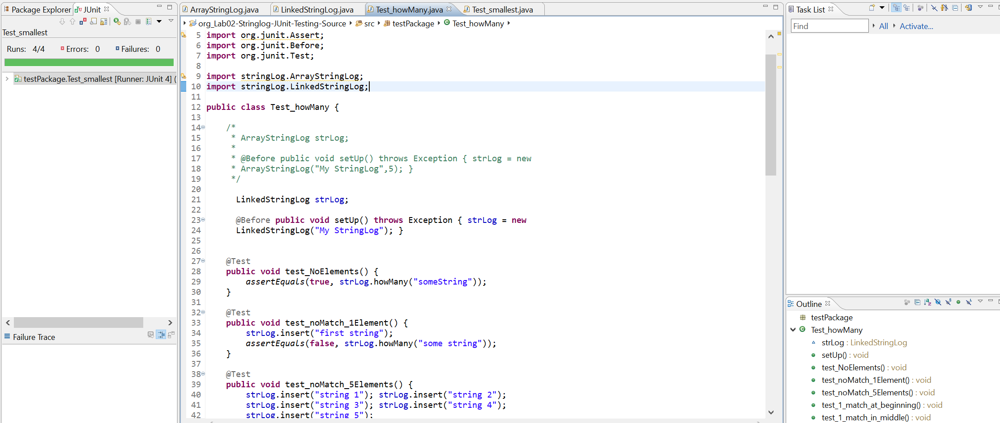 Package Explorer
JUnit
Test_smallest
Runs: 4/4 Errors: 0 Failures: 0
testPackage.Test_smallest [Runner: JUnit 4] (
Failure Trace
ArrayStringLog.java
LinkedStringLog.java
Test_howMany.java
Test_smallest.java
org_Lab02-Stringlog-JUnit-Testing-Source src testPackage Test_howMany
5 import org.junit.Assert;
6 import org.junit.Before;
7 import org.junit.Test;
8
9 import stringLog.ArrayStringLog;
10 import stringLog.LinkedStringLog;
11
12 public class Test_howMany {
13
14 /*
15 * ArrayStringLog strLog;
16 *
17 * @Before public void setUp() throws Exception { strLog = new
18 * ArrayStringLog("My StringLog",5); }
19 */
20
21 LinkedStringLog strLog;
22
23 @Before public void setUp() throws Exception { strLog = new
24 LinkedStringLog("My StringLog"); }
25
26
27 @Test
28 public void test_NoElements() {
29 assertEquals(true, strLog.howMany("someString"));
30 }
31
32 @Test
33 public void test_noMatch_1Element() {
34 strLog.insert("first string");
35 assertEquals(false, strLog.howMany("some string"));
36 }
37
38 @Test
39 public void test_noMatch_5Elements() {
40 strLog.insert("string 1"); strLog.insert("string 2");
41 strLog.insert("string 3"); strLog.insert("string 4");
42 strLog.insert("string 5");
Task List
Find All Activate...
Outline
testPackage
Test_howMany
strLog : LinkedStringLog
setUp() : void
test_NoElements() : void
test_noMatch_1Element() : void
test_noMatch_5Elements() : void
test_1_match_at_beginning() : void
test_1_match_in_middle() : void